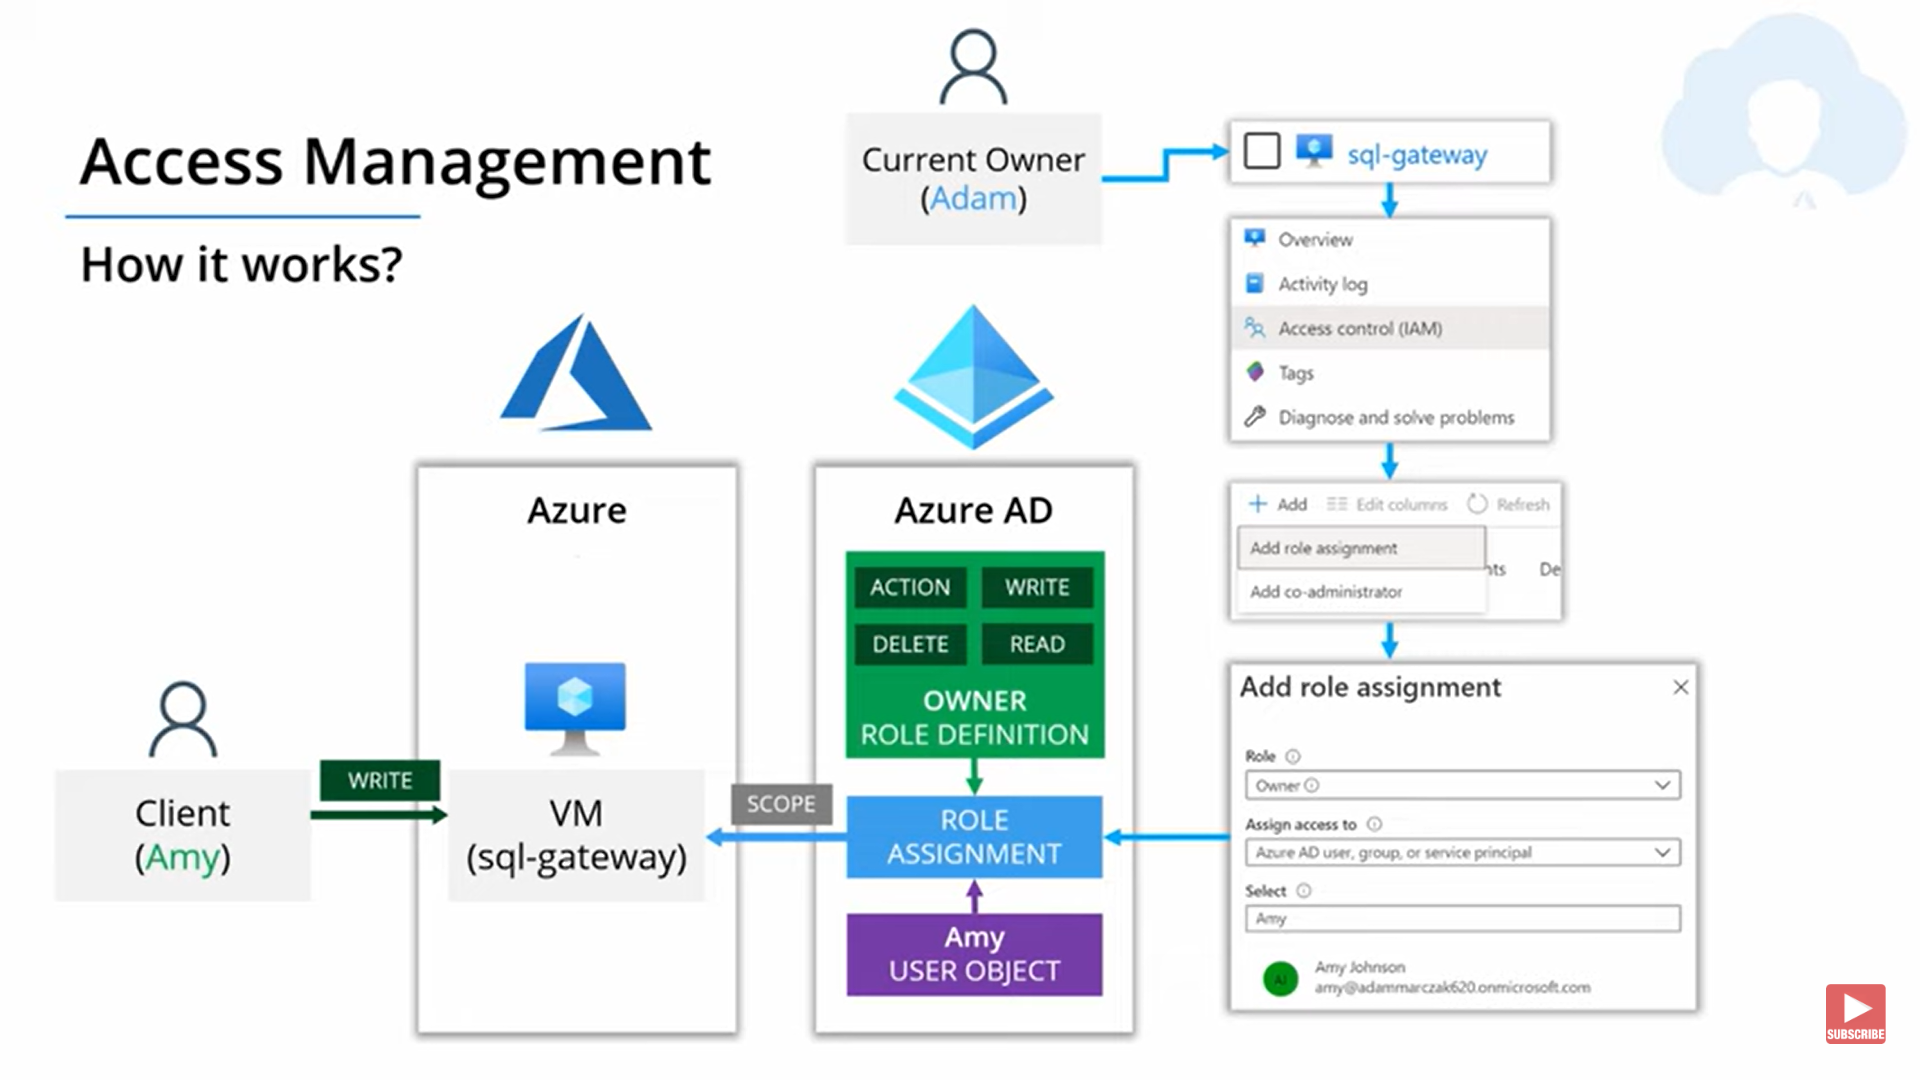 Access Management
How it works?
Current Owner
(Adam)
sql-gateway
Overview
Activity log
Access control (IAM)
Tags
Diagnose and solve problems
Add Edit columns Refresh
Add role assignment
nts De
Add co-administrator
Add role assignment
Role
Owner
Assign access to
Azure AD user, group, or service principal
Select
Amy
AJ
Amy Johnson
amy@adammarczak620.onmicrosoft.com
Azure
Azure AD
ACTION WRITE
DELETE READ
OWNER
ROLE DEFINITION
ROLE
ASSIGNMENT
Amy
USER OBJECT
SCOPE
VM
(sql-gateway)
WRITE
Client
(Amy)
SUBSCRIBE